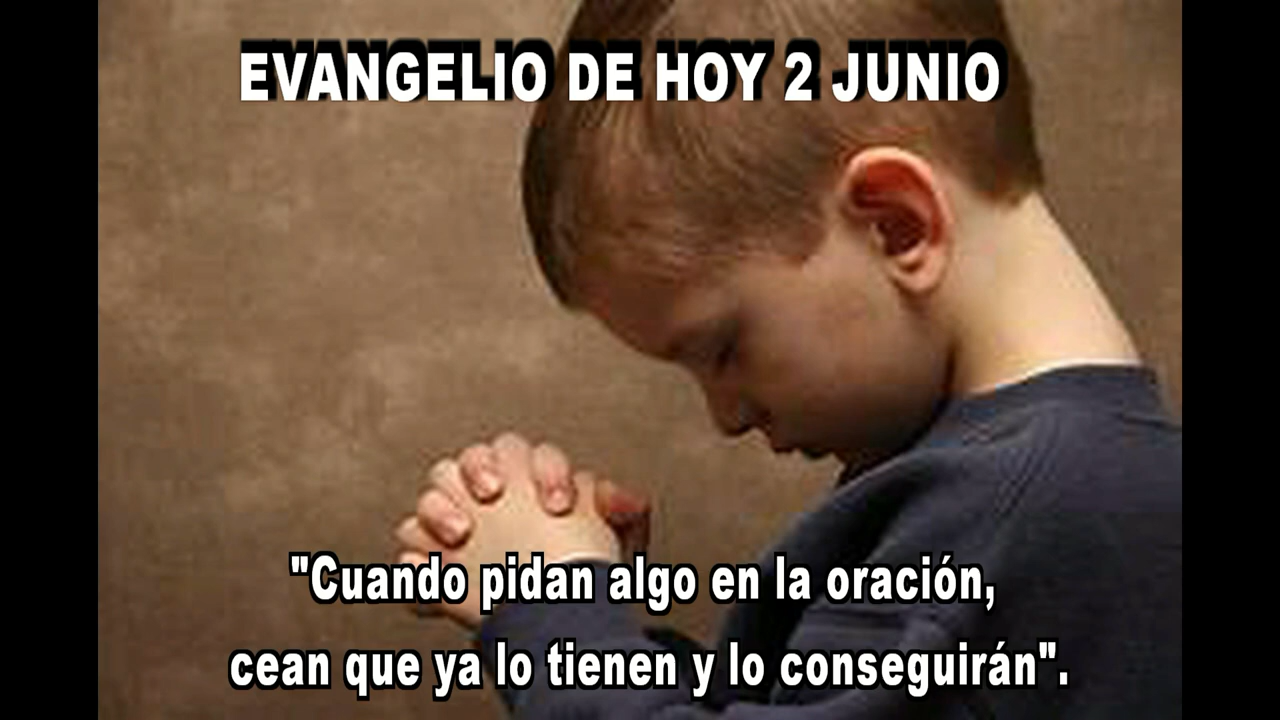 EVANGELIO DE HOY 2 JUNIO
"Cuando pidan algo en la oración,
cean que ya lo tienen y lo conseguirán".